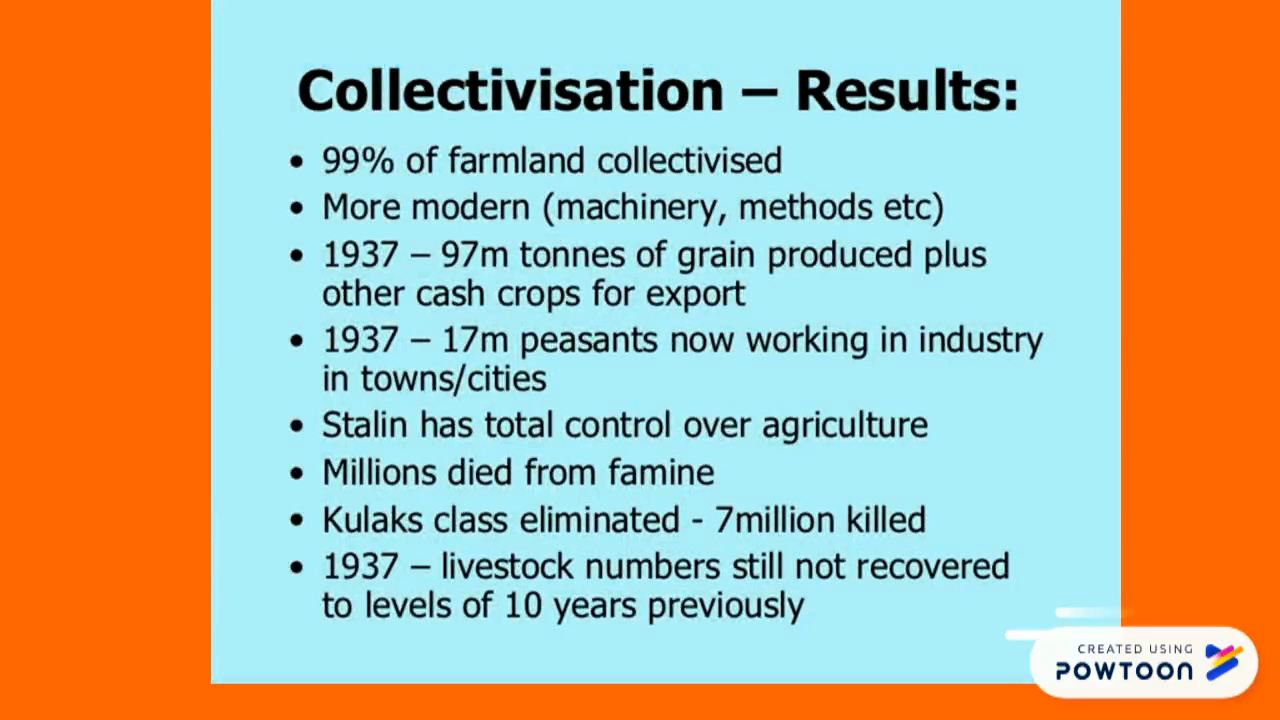 Collectivisation – Results:
• 99% of farmland collectivised
• More modern (machinery, methods etc)
• 1937 – 97m tonnes of grain produced plus
other cash crops for export
• 1937 – 17m peasants now working in industry
in towns/cities
• Stalin has total control over agriculture
• Millions died from famine
• Kulaks class eliminated - 7million killed
• 1937 – livestock numbers still not recovered
to levels of 10 years previously
CREATED USING
POWTOON